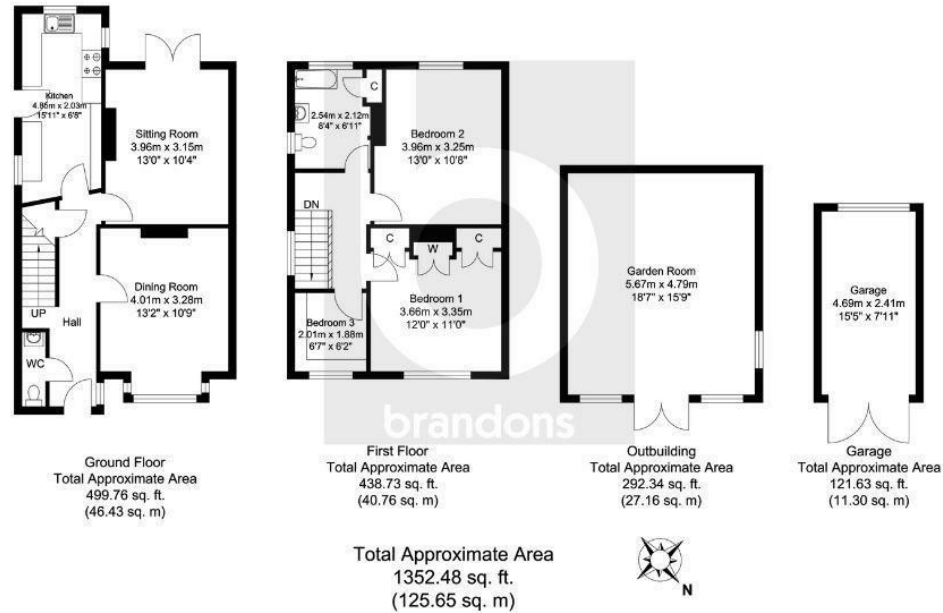 Kitchen
4.85m x 2.03m
15'11" x 6'8"
Sitting Room
3.96m x 3.15m
13'0" x 10'4"
Dining Room
4.01m x 3.28m
13'2" x 10'9"
UP
Hall
WC
2.54m x 2.12m
8'4" x 6'11"
C
Bedroom 2
3.96m x 3.25m
13'0" x 10'8"
DN
C
W
C
Bedroom 1
3.66m x 3.35m
12'0" x 11'0"
Bedroom 3
2.01m x 1.88m
6'7" x 6'2"
Garden Room
5.67m x 4.79m
18'7" x 15'9"
Garage
4.69m x 2.41m
15'5" x 7'11"
brandons
Ground Floor
Total Approximate Area
499.76 sq. ft.
(46.43 sq. m)
First Floor
Total Approximate Area
438.73 sq. ft.
(40.76 sq. m)
Outbuilding
Total Approximate Area
292.34 sq. ft.
(27.16 sq. m)
Garage
Total Approximate Area
121.63 sq. ft.
(11.30 sq. m)
Total Approximate Area
1352.48 sq. ft.
(125.65 sq. m)
N